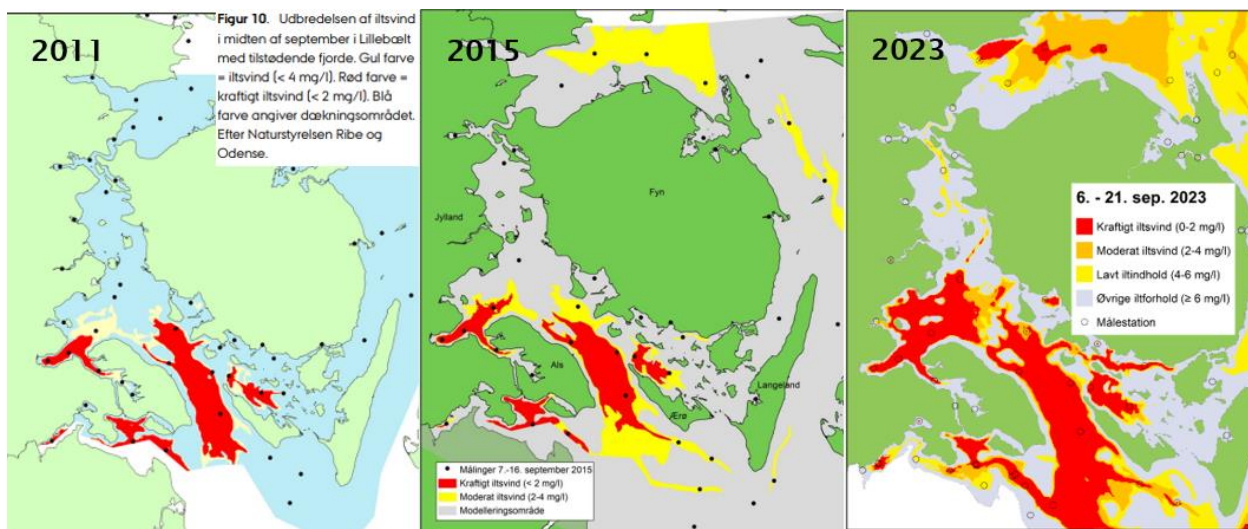 2011
Figur 10. Udbredelsen af iltsvind
i midten af september i Lillebælt
med tilstødende fjorde. Gul farve
= iltsvind (< 4 mg/l). Rød farve =
kraftigt iltsvind (< 2 mg/l). Blå
farve angiver dækningsområdet.
Efter Naturstyrelsen Ribe og
Odense.
2015
Fyn
Jylland
Als
Langeland
Ærø
Målinger 7.-16. september 2015
Kraftigt iltsvind (< 2 mg/l)
Moderat iltsvind (2-4 mg/l)
Modelleringsområde
2023
6. - 21. sep. 2023
Kraftigt iltsvind (0-2 mg/l)
Moderat iltsvind (2-4 mg/l)
Lavt iltindhold (4-6 mg/l)
Øvrige iltforhold (≥ 6 mg/l)
Målestation